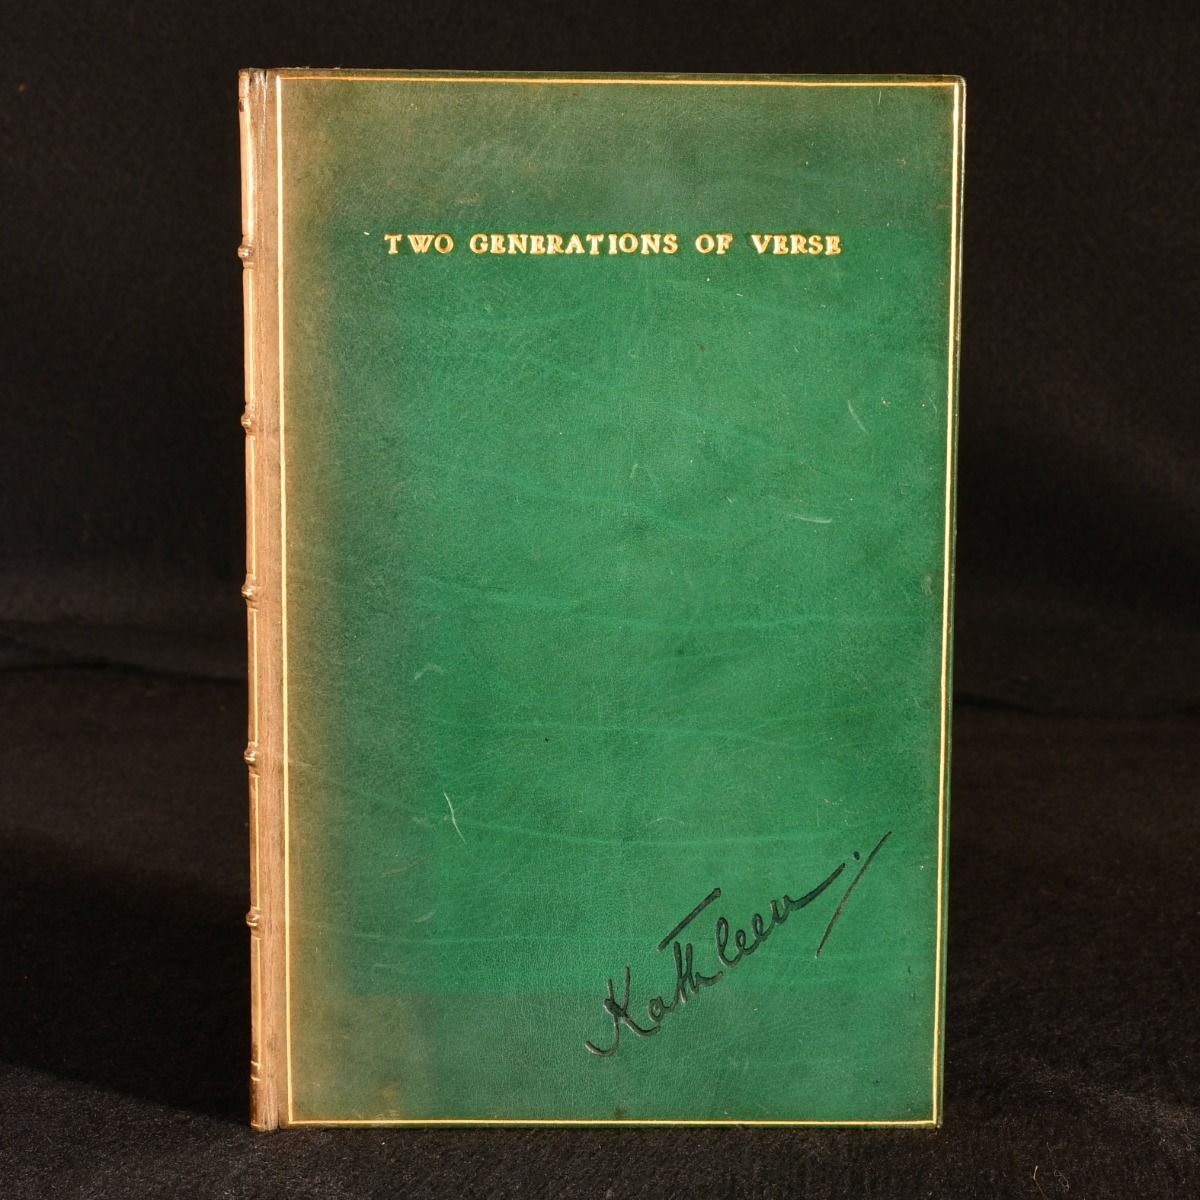 TWO GENERATIONS OF VERSE
Kathleen.